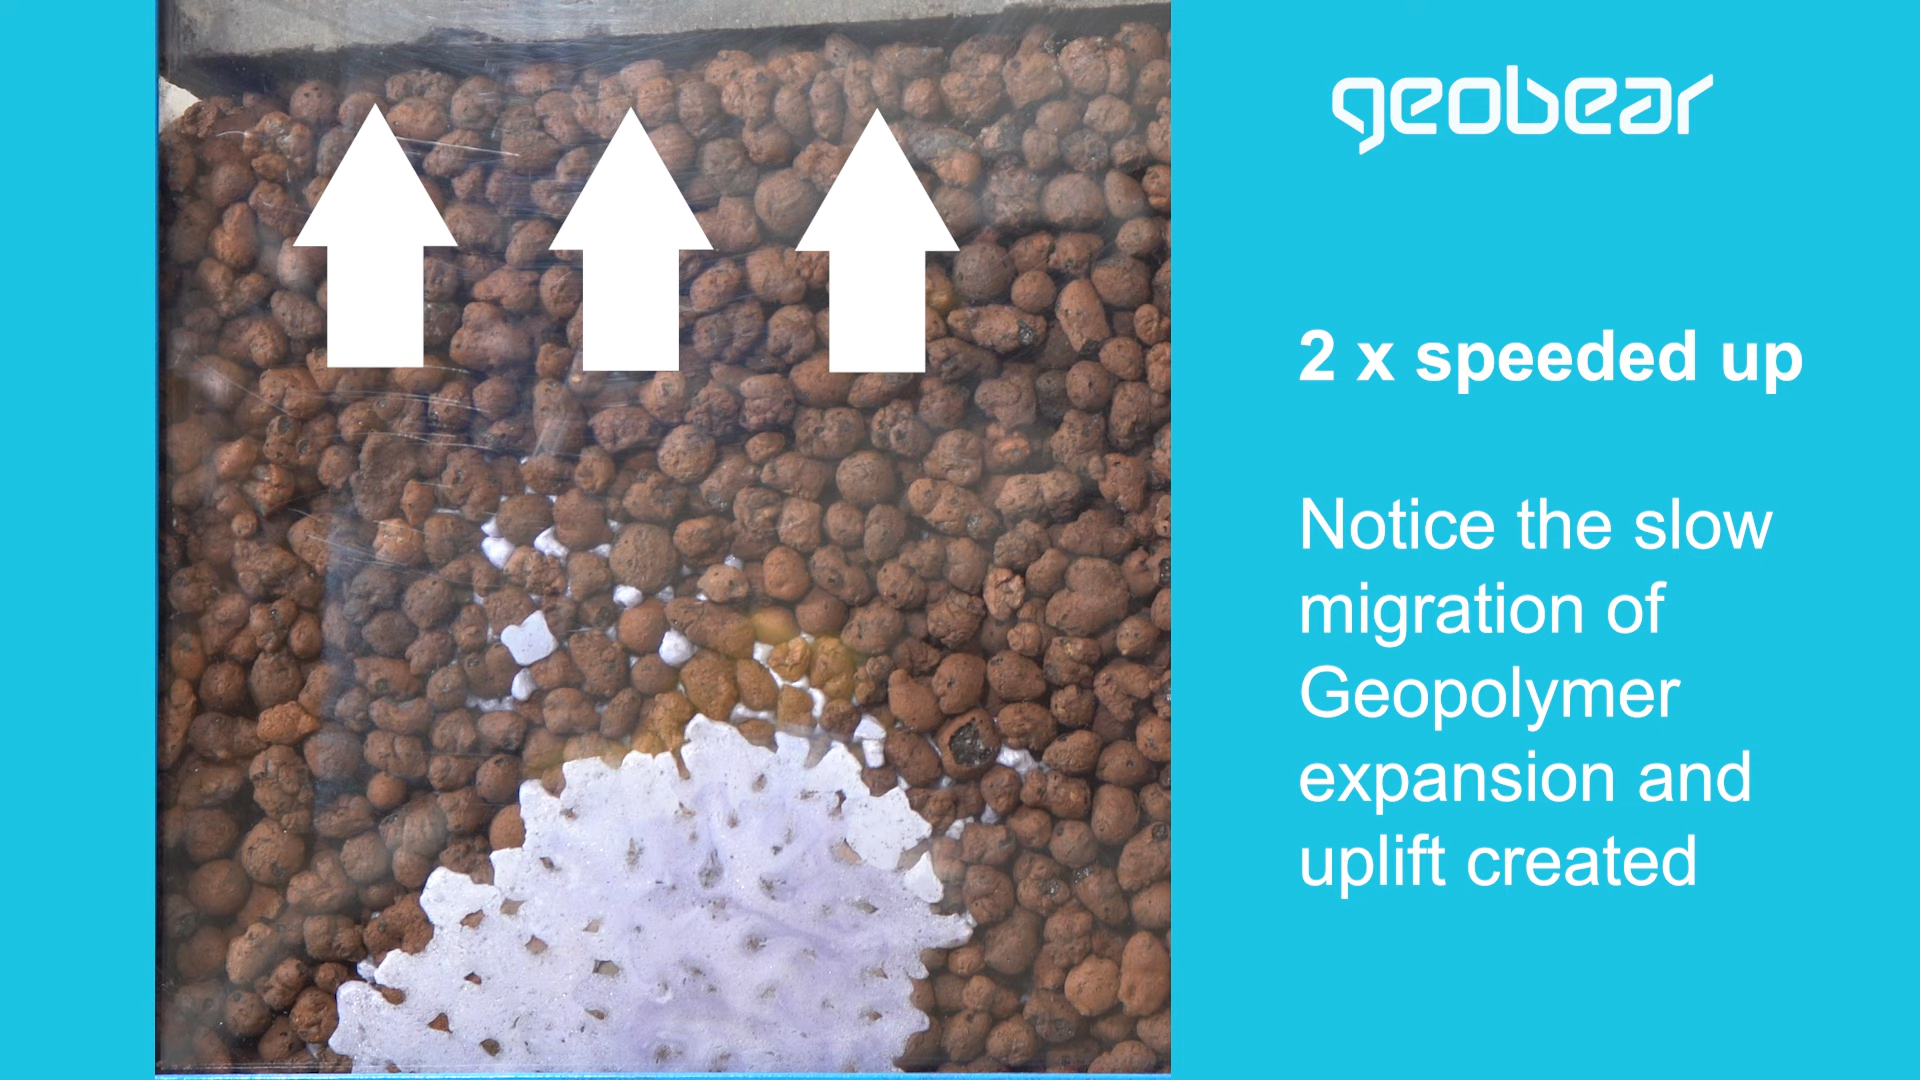 geobear
2 x speeded up
Notice the slow
migration of
Geopolymer
expansion and
uplift created